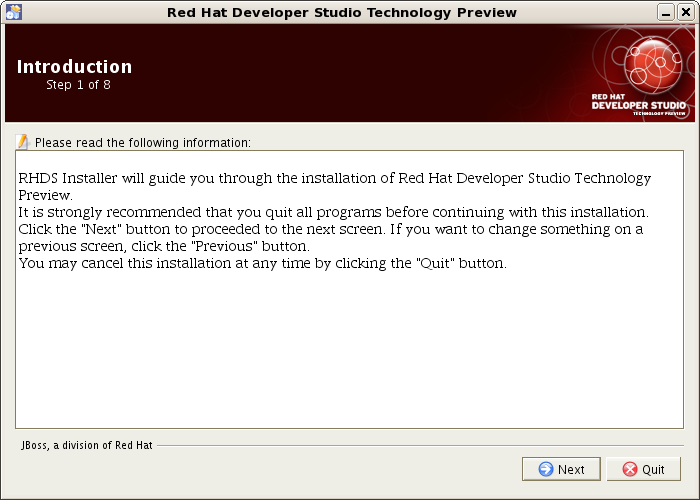 Red Hat Developer Studio Technology Preview
Introduction
Step 1 of 8
RED HAT
DEVELOPER STUDIO
TECHNOLOGY PREVIEW
Please read the following information:
RHDS Installer will guide you through the installation of Red Hat Developer Studio Technology
Preview.
It is strongly recommended that you quit all programs before continuing with this installation.
Click the "Next" button to proceeded to the next screen. If you want to change something on a
previous screen, click the "Previous" button.
You may cancel this installation at any time by clicking the "Quit" button.
JBoss, a division of Red Hat
Next
Quit